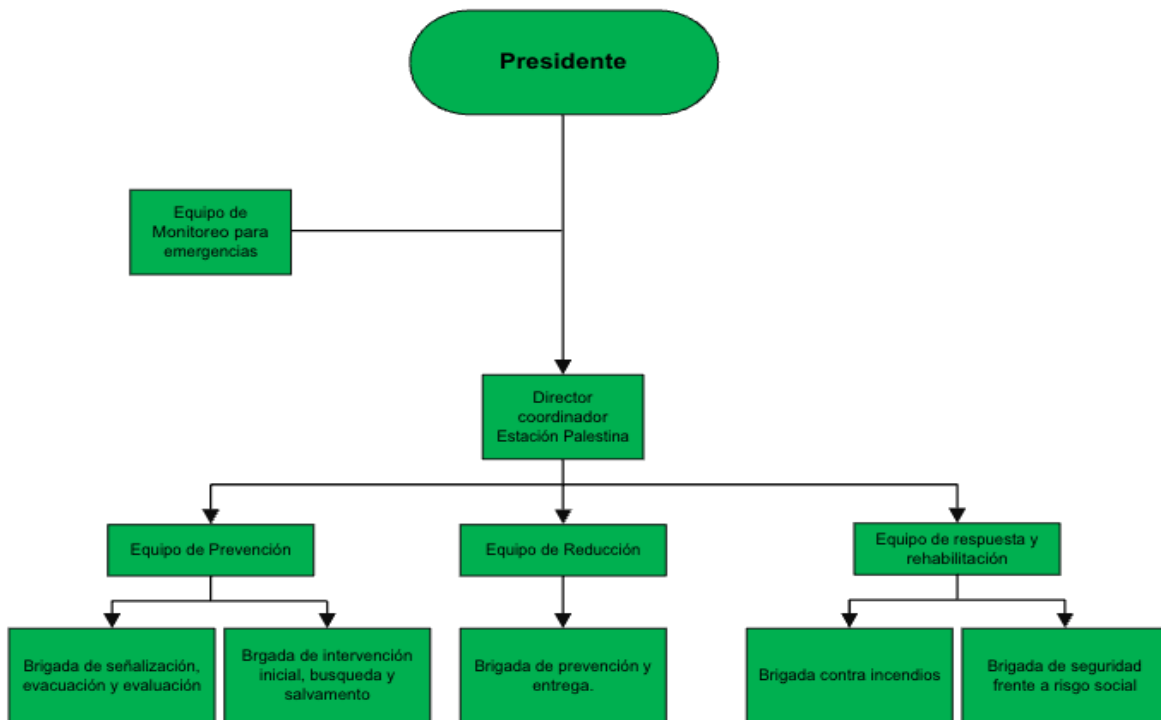 Presidente
Equipo de
Monitoreo para
emergencias
Director
coordinador
Estación Palestina
Equipo de Prevención
Equipo de Reducción
Equipo de respuesta y
rehabilitación
Brigada de señalización,
evacuación y evaluación
Brgada de intervención
inicial, busqueda y
salvamento
Brigada de prevención y
entrega.
Brigada contra incendios
Brigada de seguridad
frente a risgo social